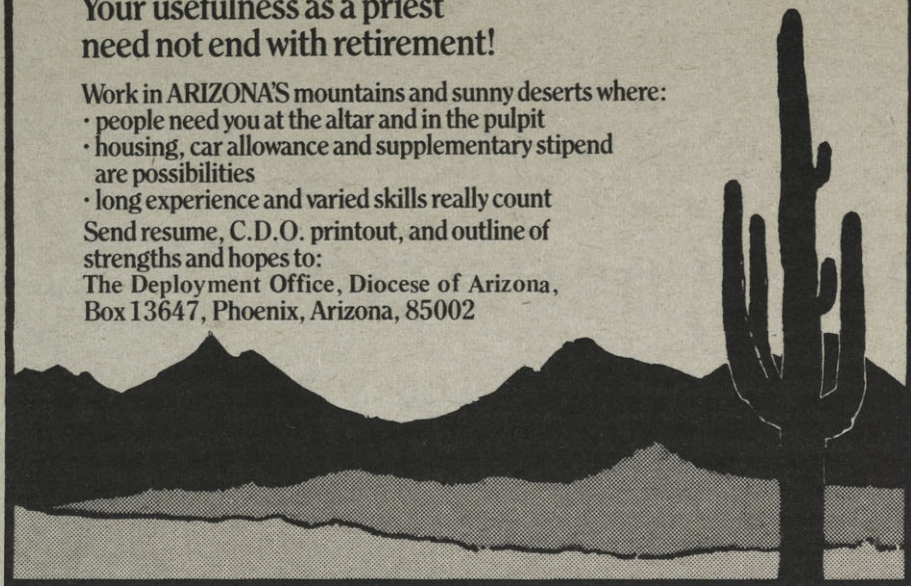 Your usefulness as a priest
need not end with retirement!
Work in ARIZONA'S mountains and sunny deserts where:
· people need you at the altar and in the pulpit
· housing, car allowance and supplementary stipend
are possibilities
· long experience and varied skills really count
Send resume, C.D.O. printout, and outline of
strengths and hopes to:
The Deployment Office, Diocese of Arizona,
Box 13647, Phoenix, Arizona, 85002